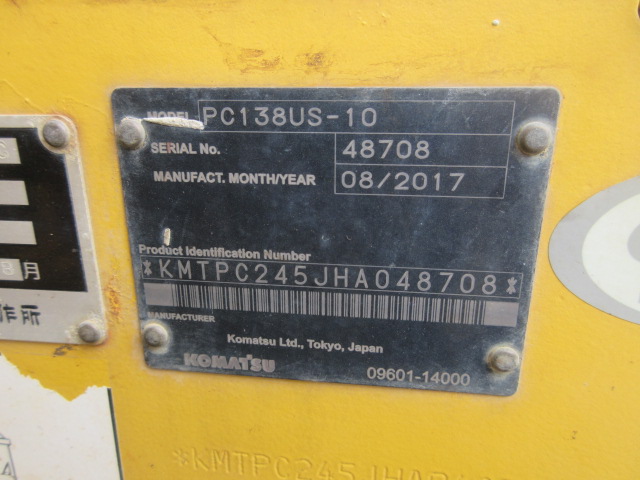 MODEL PC138US-10
SERIAL No. 48708
MANUFACT. MONTH/YEAR 08/2017
Product Identification Number
*KMTPC245JHA048708*
MANUFACTURER
Komatsu Ltd., Tokyo, Japan
KOMATSU
09601-14000
月
作所
*KMTPC245JHA